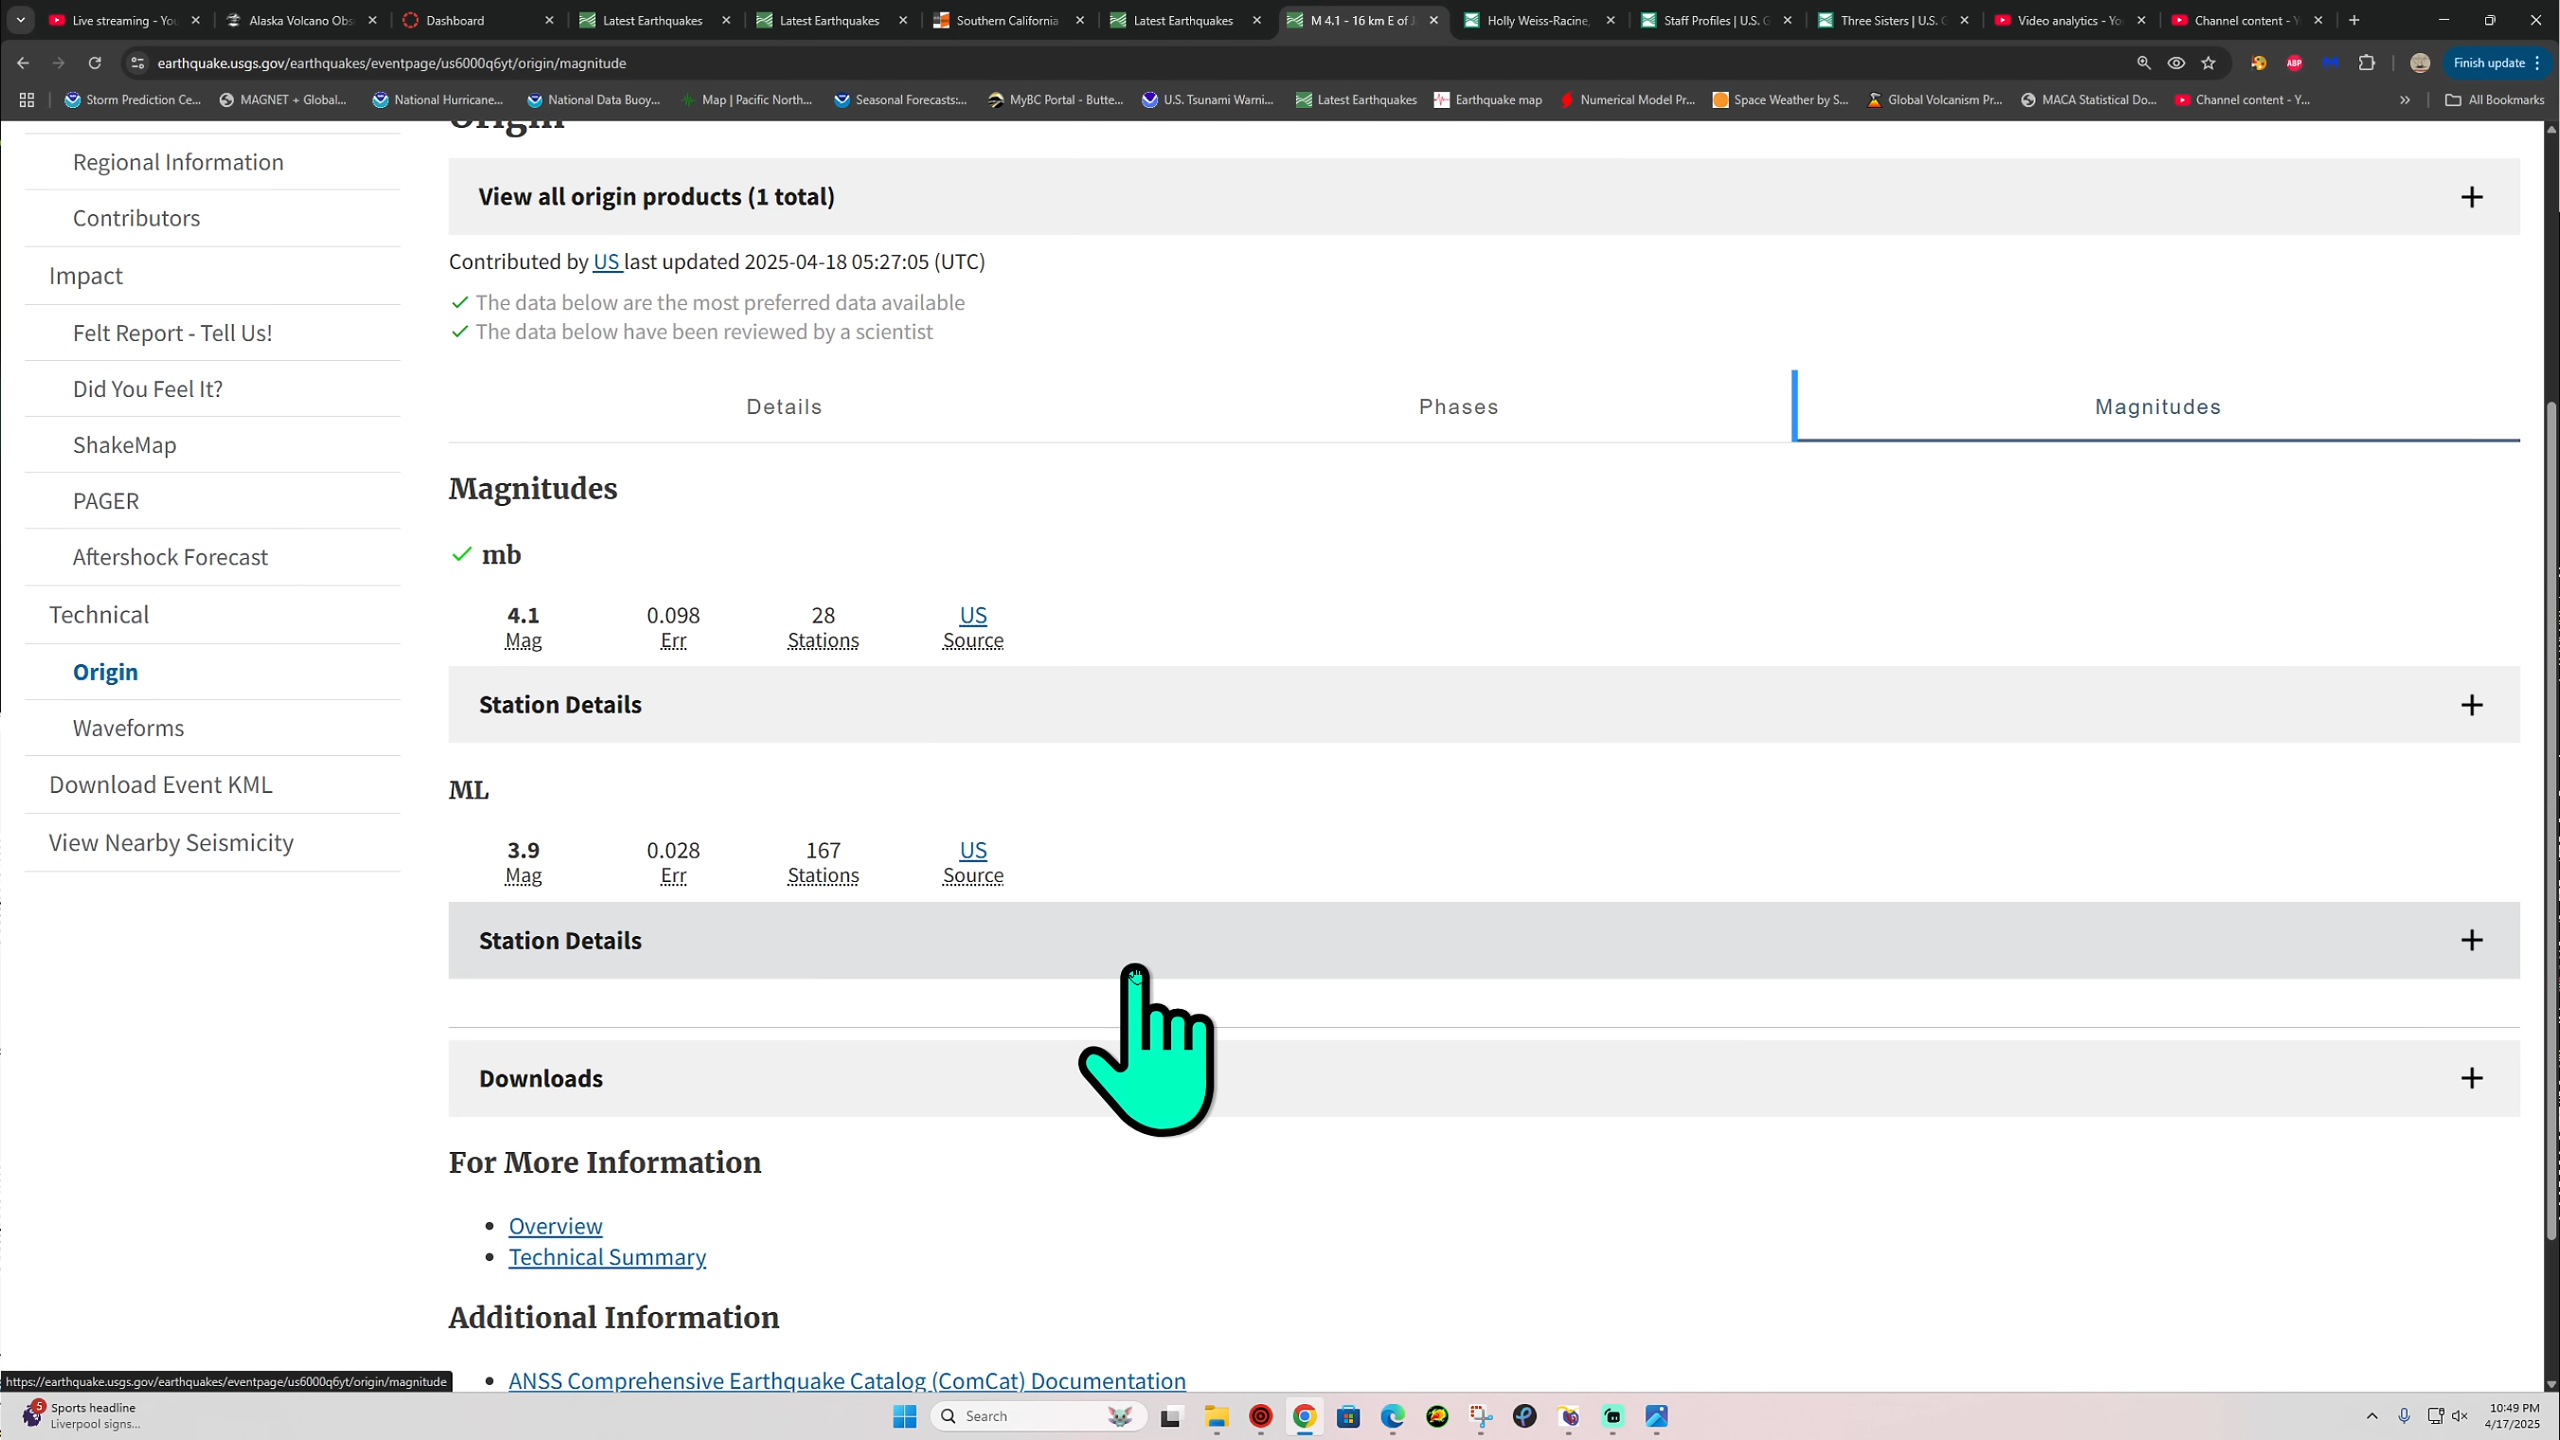 Live streaming - You
Alaska Volcano Obs
Dashboard
Latest Earthquakes
Latest Earthquakes
Southern California
Latest Earthquakes
M 4.1 - 16 km E of J
Holly Weiss-Racine,
Staff Profiles | U.S. G
Three Sisters | U.S. G
Video analytics - You
Channel content - Y
earthquake.usgs.gov/earthquakes/eventpage/us6000q6yt/origin/magnitude
ABP
Finish update
Storm Prediction Ce...
MAGNET + Global...
National Hurricane...
National Data Buoy...
Map | Pacific North...
Seasonal Forecasts:...
MyBC Portal - Butte...
U.S. Tsunami Warni...
Latest Earthquakes
Earthquake map
Numerical Model Pr...
Space Weather by S...
Global Volcanism Pr...
MACA Statistical Do...
Channel content - Y...
All Bookmarks
Regional Information
Contributors
Impact
Felt Report - Tell Us!
Did You Feel It?
ShakeMap
PAGER
Aftershock Forecast
Technical
Origin
Waveforms
Download Event KML
View Nearby Seismicity
Origin
View all origin products (1 total)
Contributed by US last updated 2025-04-18 05:27:05 (UTC)
The data below are the most preferred data available
The data below have been reviewed by a scientist
Details
Phases
Magnitudes
Magnitudes
mb
4.1 0.098 28 US
Mag Err Stations Source
Station Details
ML
3.9 0.028 167 US
Mag Err Stations Source
Station Details
Downloads
For More Information
Overview
Technical Summary
Additional Information
ANSS Comprehensive Earthquake Catalog (ComCat) Documentation
https://earthquake.usgs.gov/earthquakes/eventpage/us6000q6yt/origin/magnitude
5
Sports headline
Liverpool signs...
Search
10:49 PM
4/17/2025